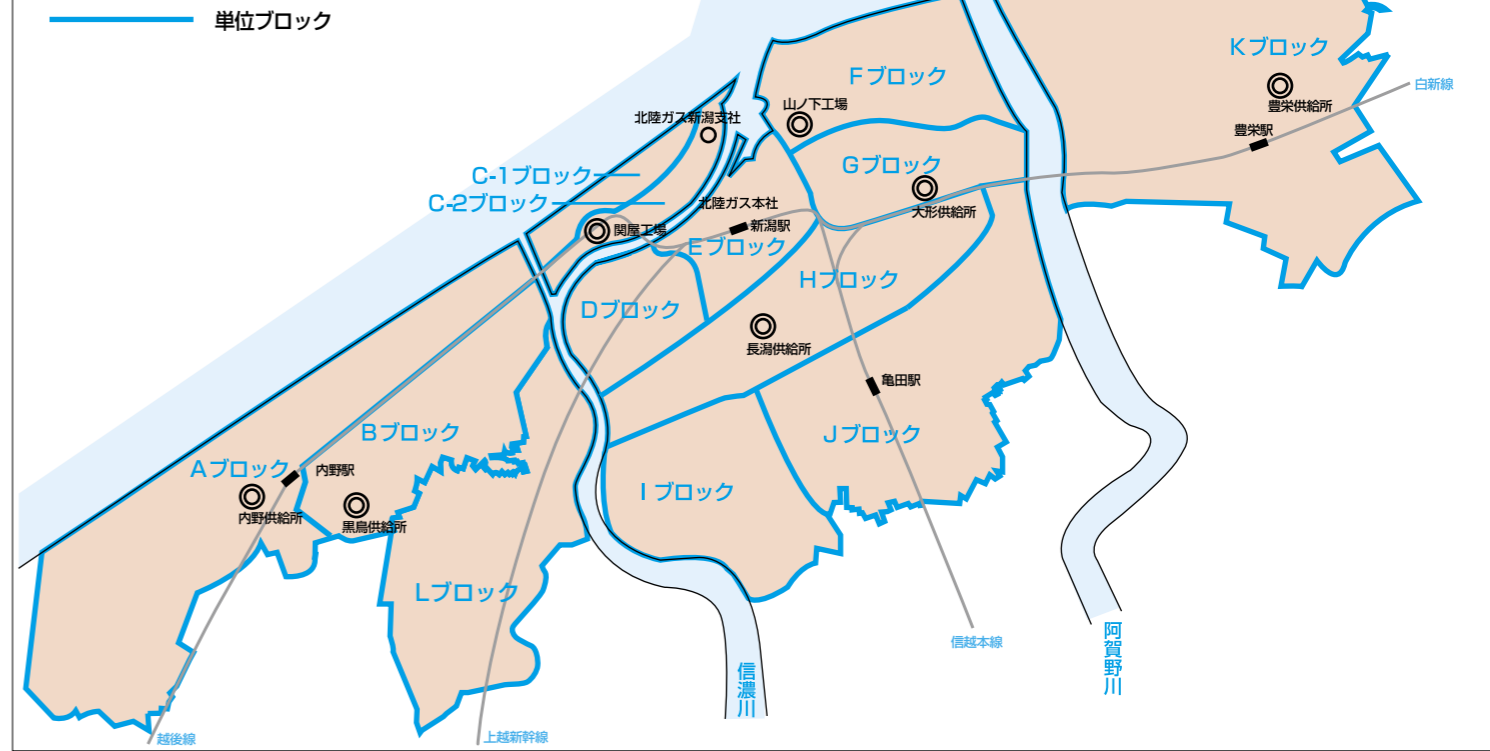 単位ブロック
Kブロック
Fブロック
白新線
豊栄供給所
山ノ下工場
北陸ガス新潟支社
豊栄駅
Gブロック
C-1ブロック
C-2ブロック
北陸ガス本社
大形供給所
関屋工場
新潟駅
Eブロック
Hブロック
Dブロック
長潟供給所
亀田駅
Bブロック
Jブロック
Aブロック
内野駅
Iブロック
内野供給所
黒鳥供給所
Lブロック
信越本線
阿賀野川
信濃川
越後線
上越新幹線